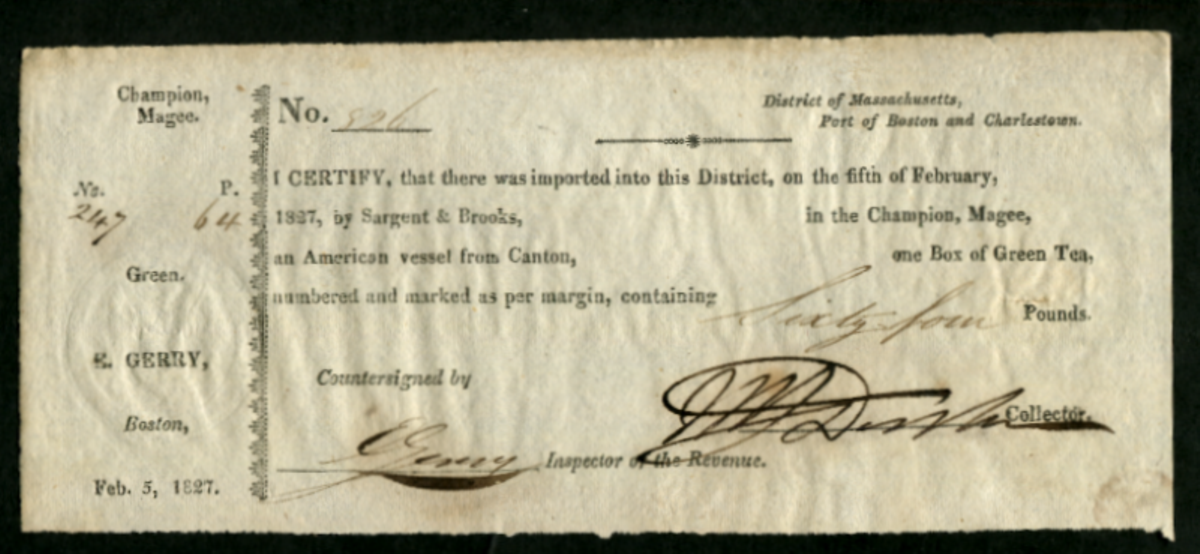 Champion,
Magee.
No. P.
247 64
Green.
E. GERRY,
Boston,
Feb. 5, 1827.
No.
District of Massachusetts,
Port of Boston and Charlestown.
I CERTIFY, that there was imported into this District, on the fifth of February,
1827, by Sargent & Brooks, in the Champion, Magee,
an American vessel from Canton, one Box of Green Tea,
numbered and marked as per margin, containing Sixty four Pounds.
Countersigned by
Collector.
E Gerry Inspector of the Revenue.